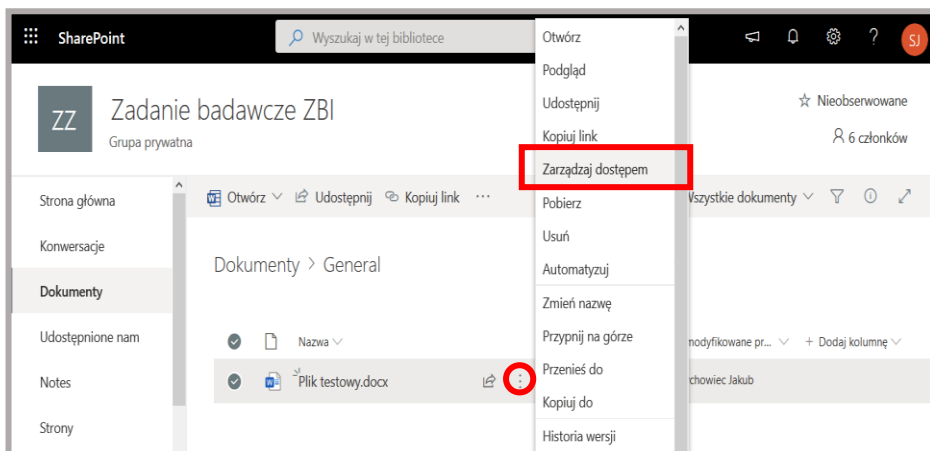 SharePoint
Wyszukaj w tej bibliotece
SJ
ZZ
Zadanie badawcze ZBI
Grupa prywatna
Nieobserwowane
6 członków
Strona główna
Konwersacje
Dokumenty
Udostępnione nam
Notes
Strony
Otwórz
Udostępnij
Kopiuj link
Wszystkie dokumenty
Dokumenty > General
Nazwa
+ Dodaj kolumnę
Plik testowy.docx
Jakub
Otwórz
Podgląd
Udostępnij
Kopiuj link
Zarządzaj dostępem
Pobierz
Usuń
Automatyzuj
Zmień nazwę
Przypnij na górze
Przenieś do
Kopiuj do
Historia wersji